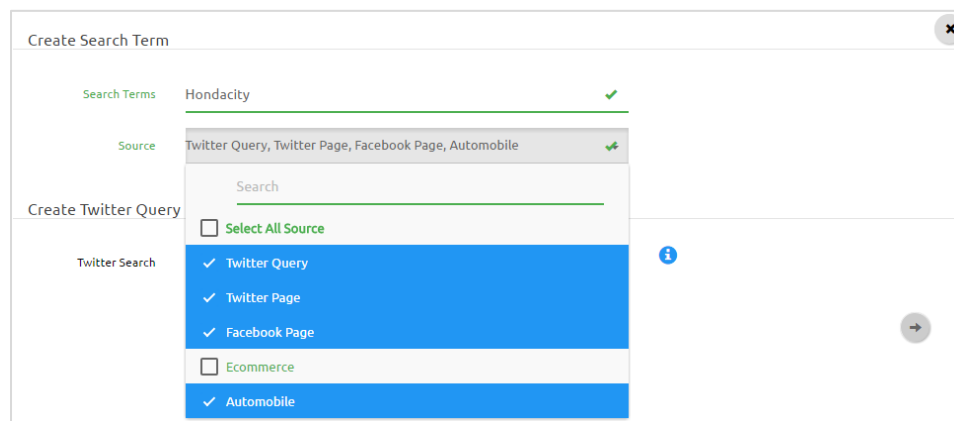 Create Search Term
Search Terms Hondacity
Source Twitter Query, Twitter Page, Facebook Page, Automobile
Search
Create Twitter Query
Select All Source
Twitter Search
Twitter Query
Twitter Page
Facebook Page
Ecommerce
Automobile